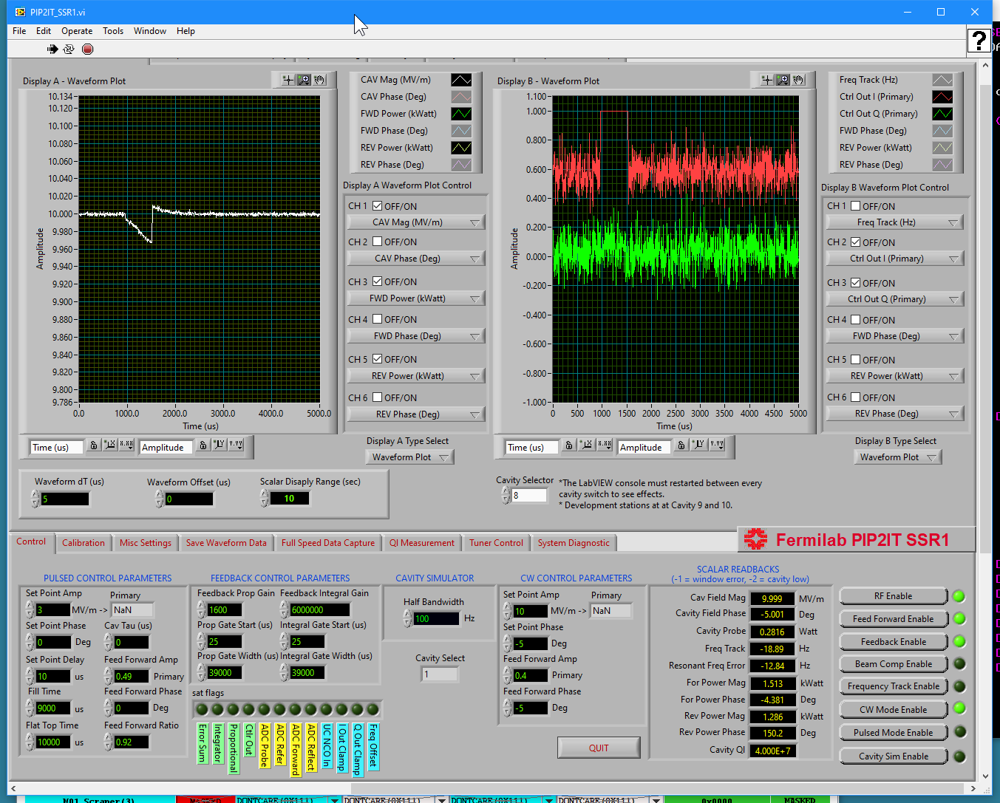 PIP2IT_SSR1.vi
File Edit Operate Tools Window Help
?
Display A - Waveform Plot
10.134
10.120
10.100
10.080
10.060
10.040
10.020
10.000
9.980
9.960
9.940
9.920
9.900
9.880
9.860
9.840
9.820
9.800
9.786
Amplitude
0.0 1000.0 2000.0 3000.0 4000.0 5000.0
Time (us)
CAV Mag (MV/m)
CAV Phase (Deg)
FWD Power (kWatt)
FWD Phase (Deg)
REV Power (kWatt)
REV Phase (Deg)
Display A Waveform Plot Control
CH 1 OFF/ON
CAV Mag (MV/m)
CH 2 OFF/ON
CAV Phase (Deg)
CH 3 OFF/ON
FWD Power (kWatt)
CH 4 OFF/ON
FWD Phase (Deg)
CH 5 OFF/ON
REV Power (kWatt)
CH 6 OFF/ON
REV Phase (Deg)
Display A Type Select
Waveform Plot
Time (us) Amplitude
Display B - Waveform Plot
1.100
1.000
0.800
0.600
0.400
0.200
0.000
-0.200
-0.400
-0.600
-0.800
-1.000
Amplitude
0 500 1000 1500 2000 2500 3000 3500 4000 4500 5000
Time (us)
Freq Track (Hz)
Ctrl Out I (Primary)
Ctrl Out Q (Primary)
FWD Phase (Deg)
REV Power (kWatt)
REV Phase (Deg)
Display B Waveform Plot Control
CH 1 OFF/ON
Freq Track (Hz)
CH 2 OFF/ON
Ctrl Out I (Primary)
CH 3 OFF/ON
Ctrl Out Q (Primary)
CH 4 OFF/ON
FWD Phase (Deg)
CH 5 OFF/ON
REV Power (kWatt)
CH 6 OFF/ON
REV Phase (Deg)
Display B Type Select
Waveform Plot
Time (us) Amplitude
Waveform dT (us)
5
Waveform Offset (us)
0
Scalar Disaply Range (sec)
10
Cavity Selector
8
*The LabVIEW console must restarted between every
cavity switch to see effects.
* Development stations at at Cavity 9 and 10.
Control Calibration Misc Settings Save Waveform Data Full Speed Data Capture QI Measurement Tuner Control System Diagnostic
Fermilab PIP2IT SSR1
PULSED CONTROL PARAMETERS
Set Point Amp Primary
3 MV/m -> NaN
Set Point Phase Cav Tau (us)
0 Deg 0
Set Point Delay Feed Forward Amp
10 us 0.49 Primary
Fill Time Feed Forward Phase
9000 us 0 Deg
Flat Top Time Feed Forward Ratio
10000 us 0.92
FEEDBACK CONTROL PARAMETERS
Feedback Prop Gain Feedback Integral Gain
1600 6000000
Prop Gate Start (us) Integral Gate Start (us)
25 25
Prop Gate Width (us) Integral Gate Width (us)
39000 39000
sat flags
Error Sum
Integrator
Proportional
Ctlr Out
ADC Probe
ADC Refer
ADC Forward
ADC Reflect
UC NCO In
I Out Clamp
Q Out Clamp
Freq Offset
CAVITY SIMULATOR
Half Bandwidth
100 Hz
Cavity Select
1
CW CONTROL PARAMETERS
Set Point Amp Primary
10 MV/m -> NaN
Set Point Phase
-5 Deg
Feed Forward Amp
0.4 Primary
Feed Forward Phase
-5 Deg
QUIT
SCALAR READBACKS
(-1 = window error, -2 = cavity low)
Cav Field Mag 9.999 MV/m
Cavity Field Phase -5.001 Deg
Cavity Probe 0.2816 Watt
Freq Track -18.89 Hz
Resonant Freq Error -12.84 Hz
For Power Mag 1.513 kWatt
For Power Phase -4.381 Deg
Rev Power Mag 1.286 kWatt
Rev Power Phase 150.2 Deg
Cavity QI 4.000E+7
RF Enable
Feed Forward Enable
Feedback Enable
Beam Comp Enable
Frequency Track Enable
CW Mode Enable
Pulsed Mode Enable
Cavity Sim Enable